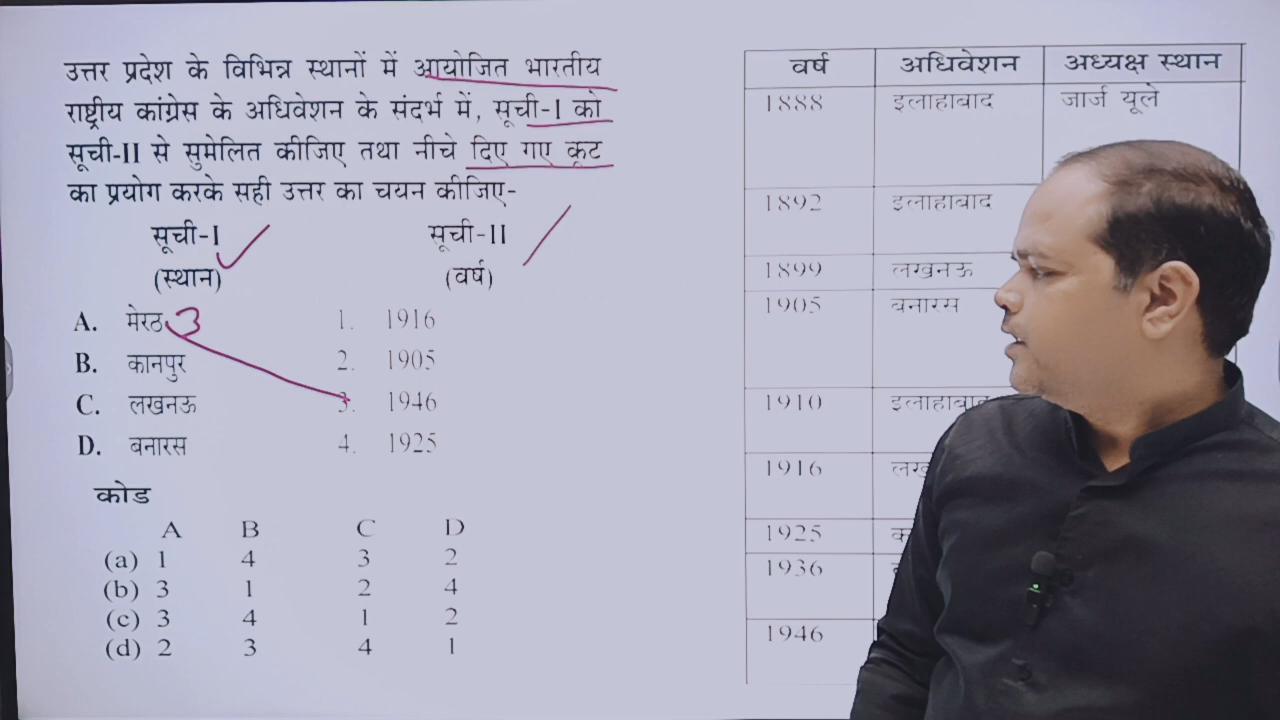 उत्तर प्रदेश के विभिन्न स्थानों में आयोजित भारतीय
राष्ट्रीय कांग्रेस के अधिवेशन के संदर्भ में, सूची-I को
सूची-II से सुमेलित कीजिए तथा नीचे दिए गए कूट
का प्रयोग करके सही उत्तर का चयन कीजिए-
सूची-I सूची-II
(स्थान) (वर्ष)
A. मेरठ 3 1. 1916
B. कानपुर 2. 1905
C. लखनऊ 3. 1946
D. बनारस 4. 1925
कोड
A B C D
(a) 1 4 3 2
(b) 3 1 2 4
(c) 3 4 1 2
(d) 2 3 4 1
वर्ष अधिवेशन अध्यक्ष स्थान
1888 इलाहाबाद जार्ज यूले
1892 इलाहाबाद
1899 लखनऊ
1905 बनारस
1910 इलाहाबाद
1916
1925
1936
1946